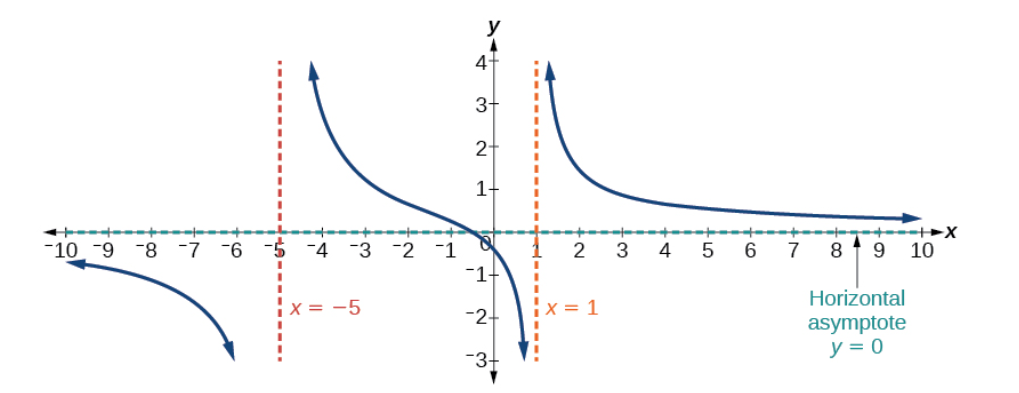 y
4
3
2
1
x
−10 −9 −8 −7 −6 −5 −4 −3 −2 −1 0 1 2 3 4 5 6 7 8 9 10
−1
−2
−3
x = −5
x = 1
Horizontal
asymptote
y = 0